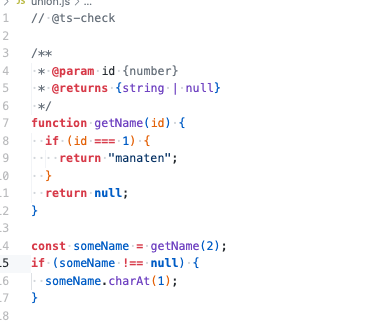 union.js > ...
1 // @ts-check
2
3 /**
4  * @param id {number}
5  * @returns {string | null}
6  */
7 function getName(id) {
8   if (id === 1) {
9     return "manaten";
10   }
11   return null;
12 }
13
14 const someName = getName(2);
15 if (someName !== null) {
16   someName.charAt(1);
17 }
18